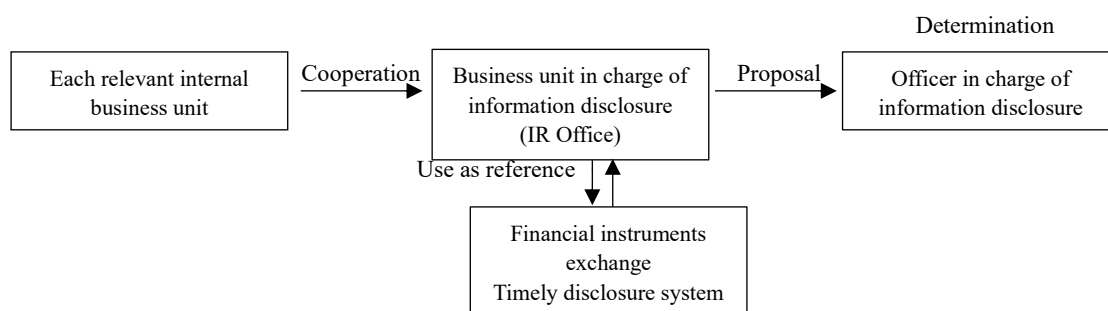 Determination
Each relevant internal
business unit
Cooperation
Business unit in charge of
information disclosure
(IR Office)
Proposal
Officer in charge of
information disclosure
Use as reference
Financial instruments
exchange
Timely disclosure system